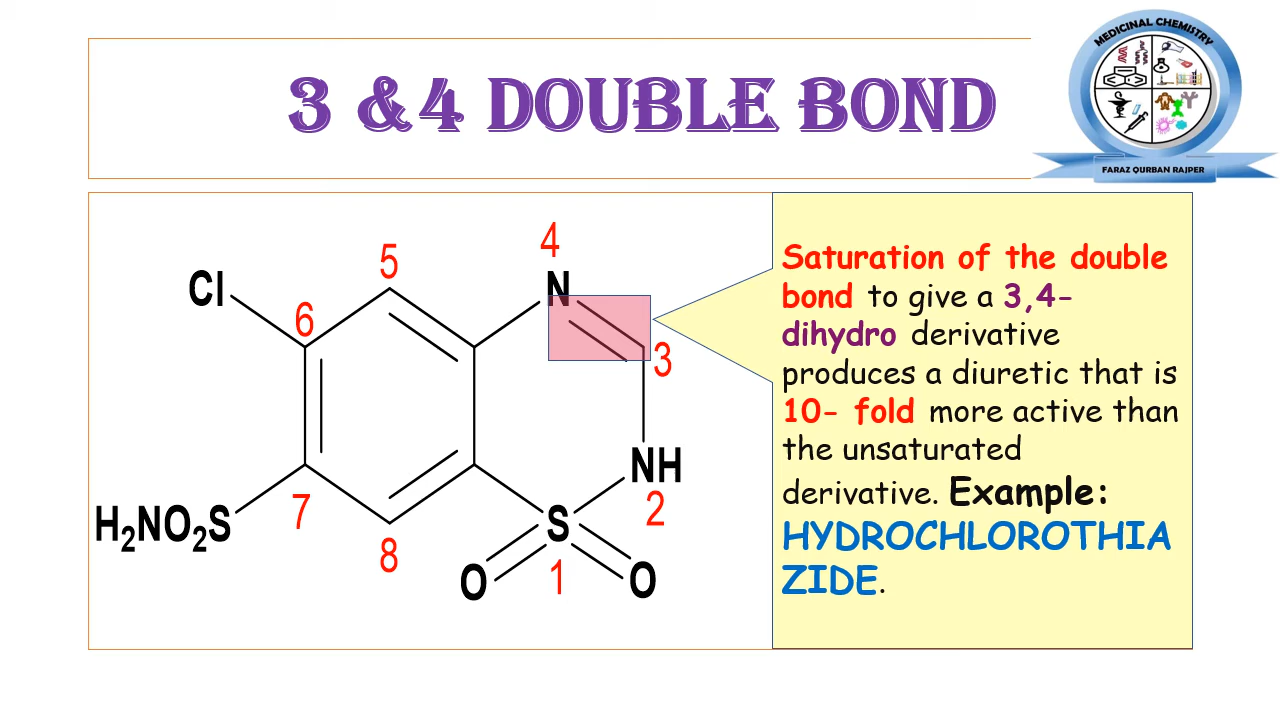 3 &4 DOUBLE BOND
MEDICINAL CHEMISTRY
FARAZ QURBAN RAJPER
4
5
N
Cl
6
3
NH
2
7
H₂NO₂S
S
8
1
O
O
Saturation of the double
bond to give a 3,4-
dihydro derivative
produces a diuretic that is
10- fold more active than
the unsaturated
derivative. Example:
HYDROCHLOROTHIA
ZIDE.